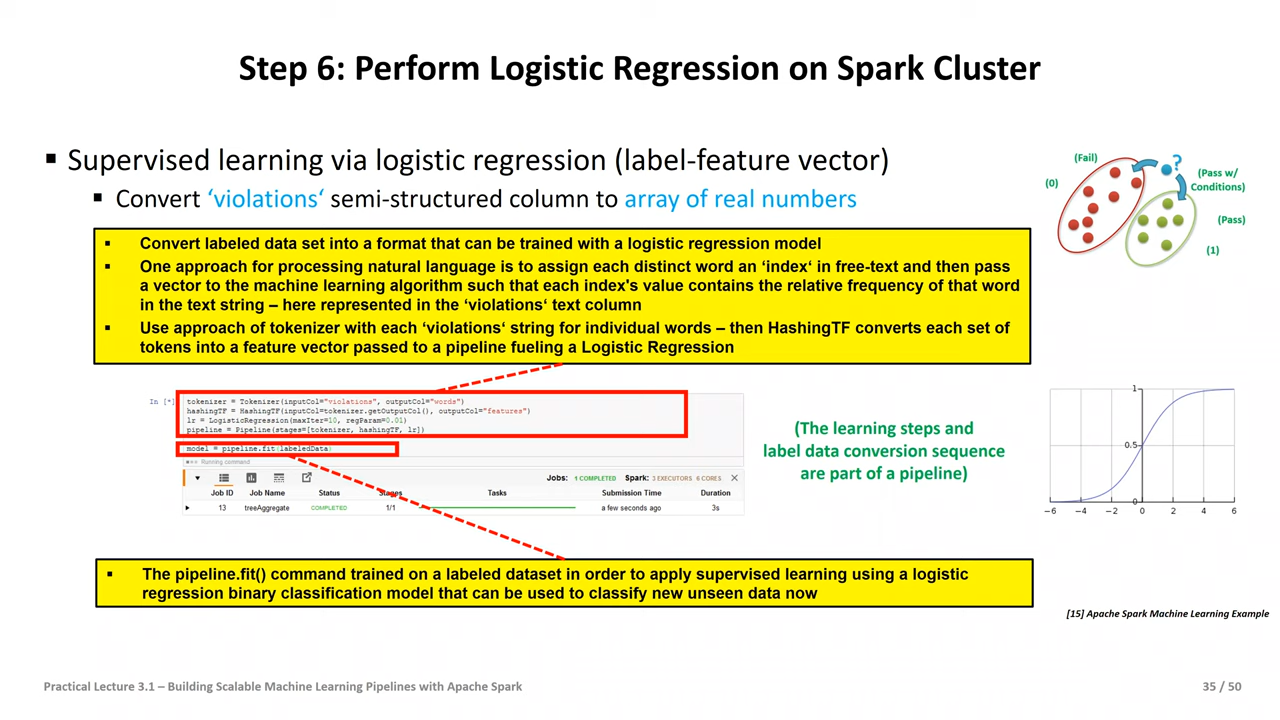 Step 6: Perform Logistic Regression on Spark Cluster
▪ Supervised learning via logistic regression (label-feature vector)
▪ Convert ‘violations‘ semi-structured column to array of real numbers
(Fail)
?
(0)
(Pass w/
Conditions)
(Pass)
(1)
▪ Convert labeled data set into a format that can be trained with a logistic regression model
▪ One approach for processing natural language is to assign each distinct word an ‘index‘ in free-text and then pass
a vector to the machine learning algorithm such that each index's value contains the relative frequency of that word
in the text string – here represented in the ‘violations‘ text column
▪ Use approach of tokenizer with each ‘violations‘ string for individual words – then HashingTF converts each set of
tokens into a feature vector passed to a pipeline fueling a Logistic Regression
In [*]
tokenizer = Tokenizer(inputCol="violations", outputCol="words")
hashingTF = HashingTF(inputCol=tokenizer.getOutputCol(), outputCol="features")
lr = LogisticRegression(maxIter=10, regParam=0.01)
pipeline = Pipeline(stages=[tokenizer, hashingTF, lr])
model = pipeline.fit(labeledData)
Running command
Jobs: 1 COMPLETED Spark: 3 EXECUTORS 6 CORES
Job ID Job Name Status Stages Tasks Submission Time Duration
13 treeAggregate COMPLETED 1/1 a few seconds ago 3s
(The learning steps and
label data conversion sequence
are part of a pipeline)
1
0.5
0
−6 −4 −2 0 2 4 6
▪ The pipeline.fit() command trained on a labeled dataset in order to apply supervised learning using a logistic
regression binary classification model that can be used to classify new unseen data now
[15] Apache Spark Machine Learning Example
Practical Lecture 3.1 – Building Scalable Machine Learning Pipelines with Apache Spark
35 / 50